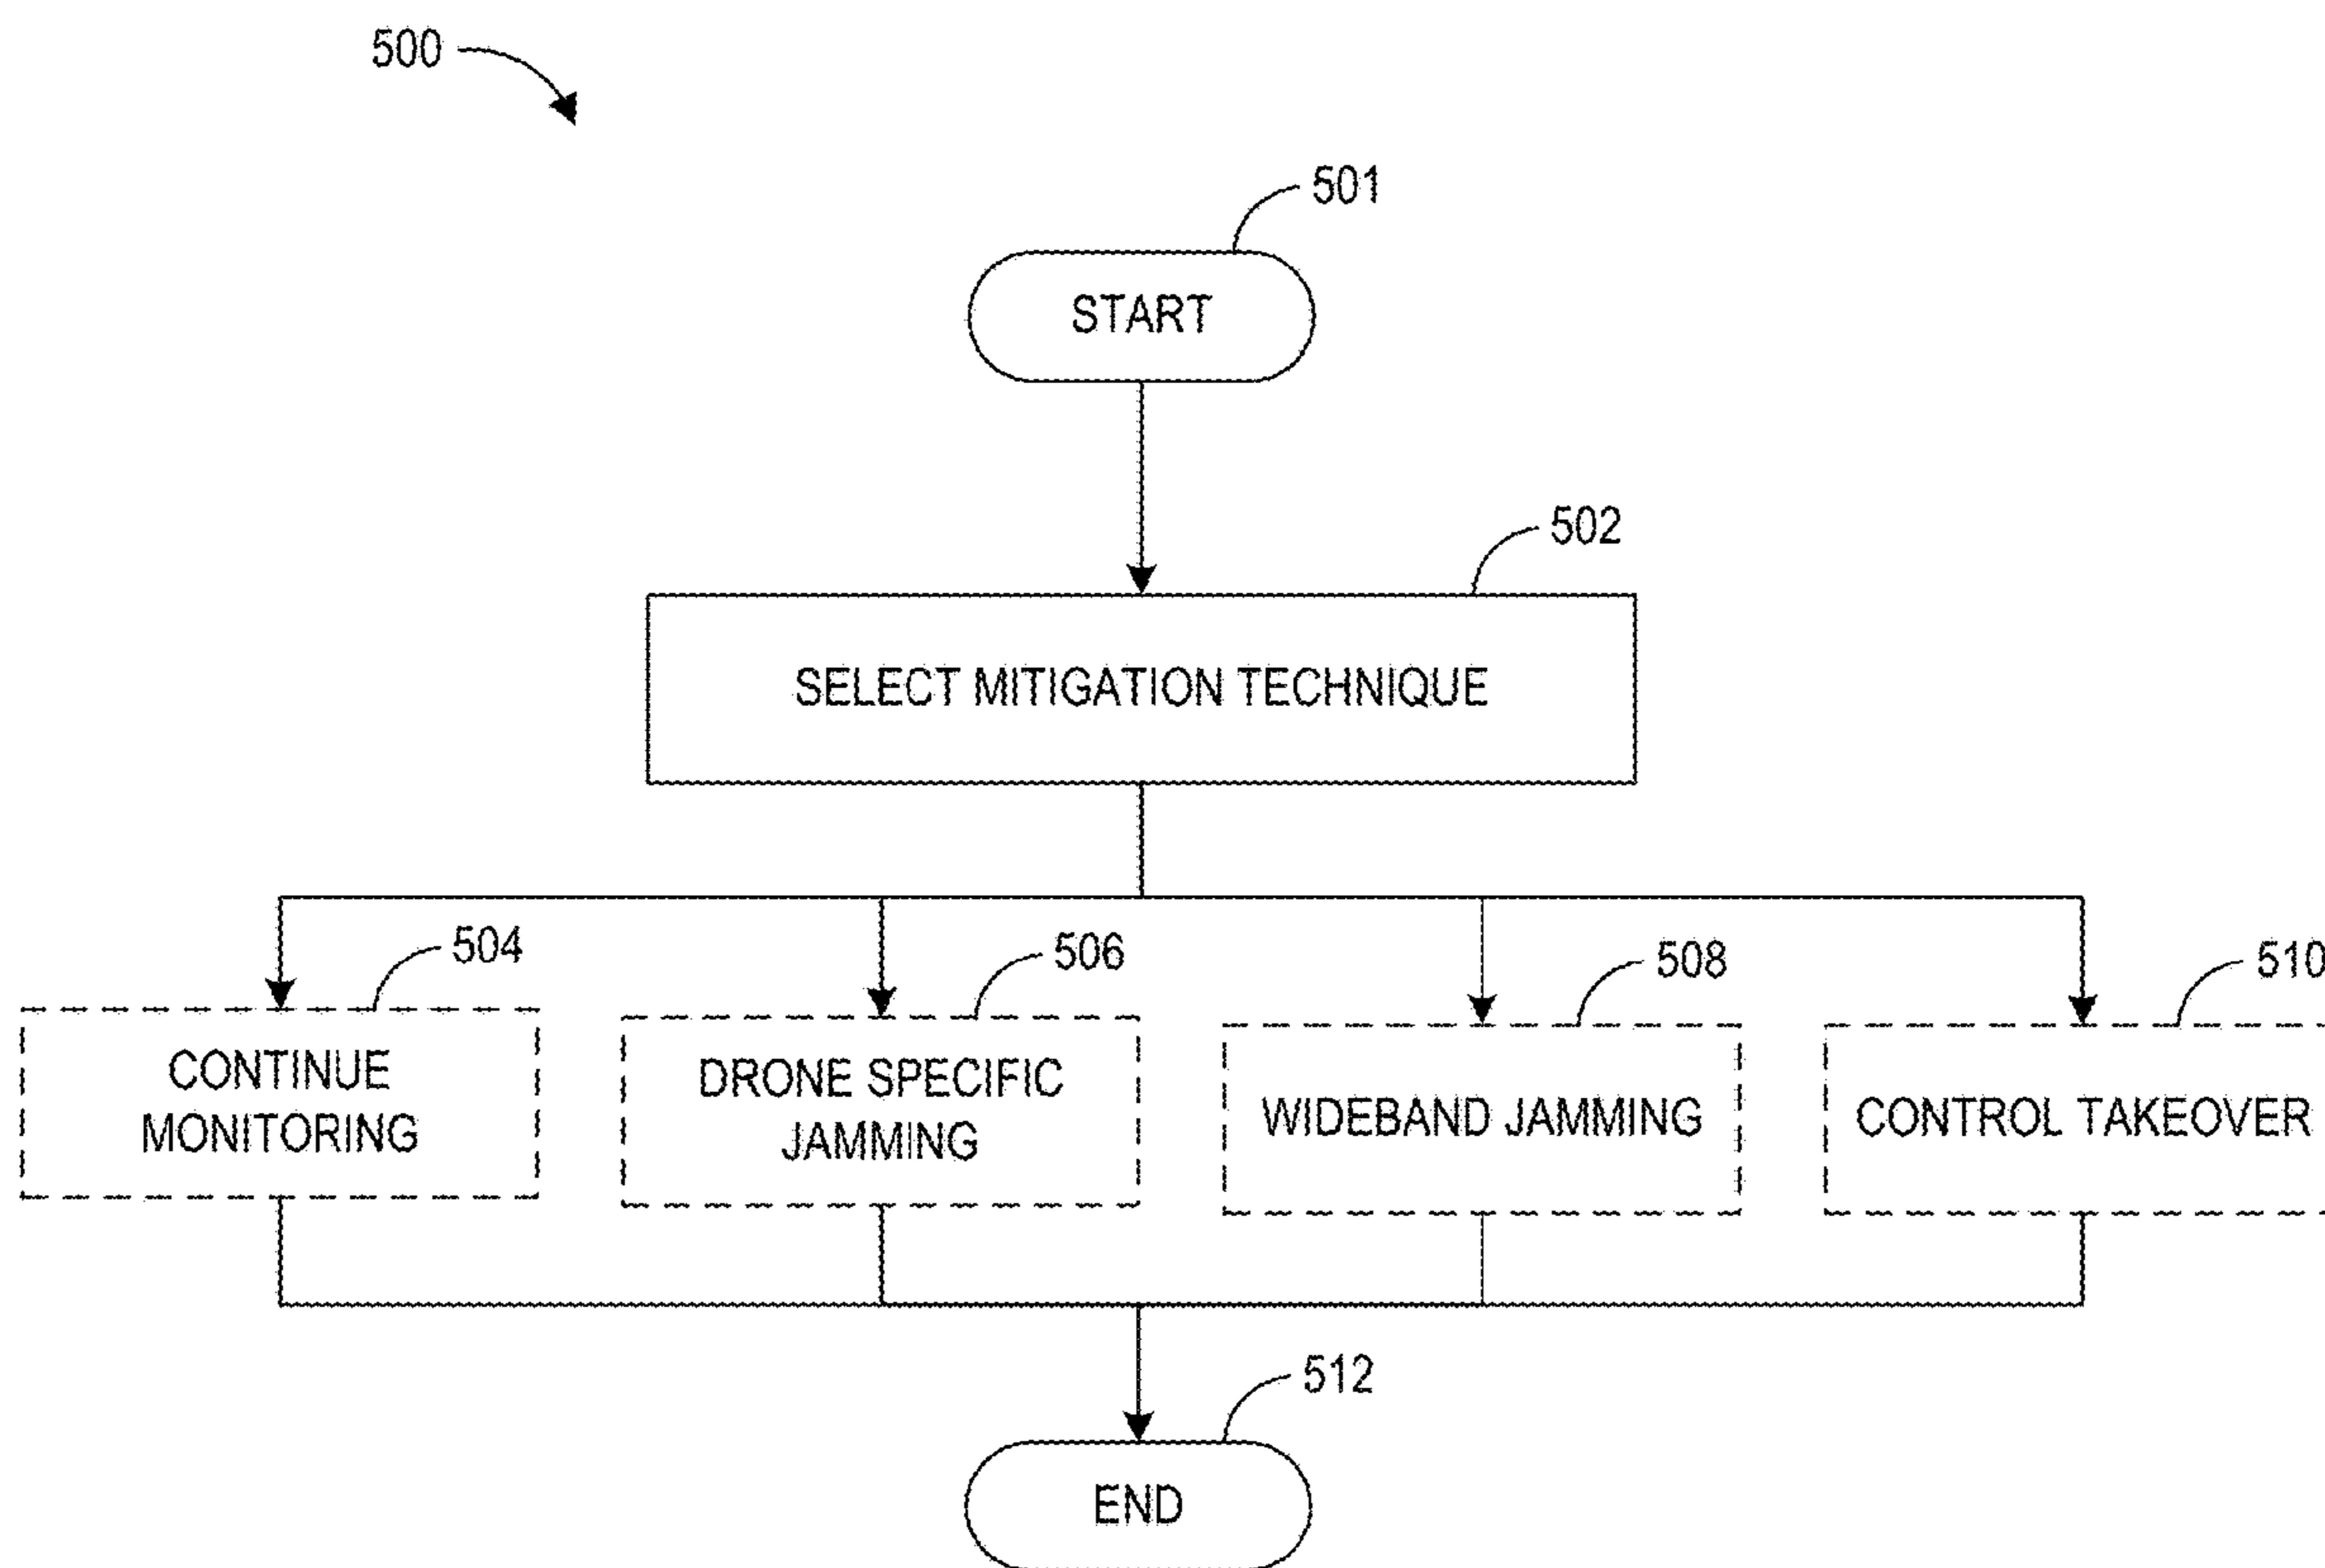 500
501
START
502
SELECT MITIGATION TECHNIQUE
504
506
508
510
CONTINUE
MONITORING
DRONE SPECIFIC
JAMMING
WIDEBAND JAMMING
CONTROL TAKEOVER
512
END